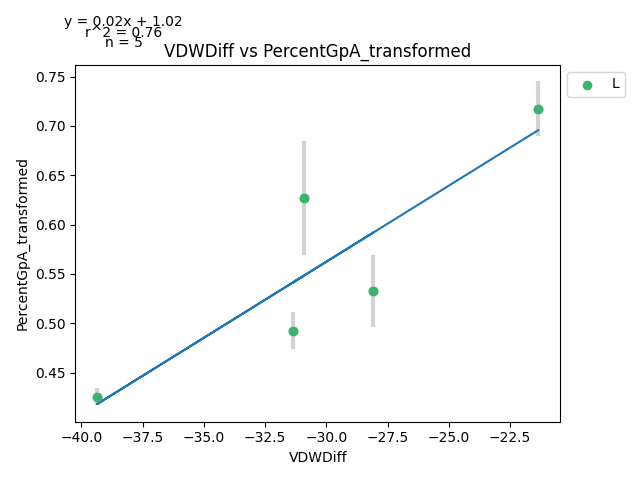 y = 0.02x + 1.02
r^2 = 0.76
n = 5
VDWDiff vs PercentGpA_transformed
L
PercentGpA_transformed
0.75
0.70
0.65
0.60
0.55
0.50
0.45
−40.0 −37.5 −35.0 −32.5 −30.0 −27.5 −25.0 −22.5
VDWDiff